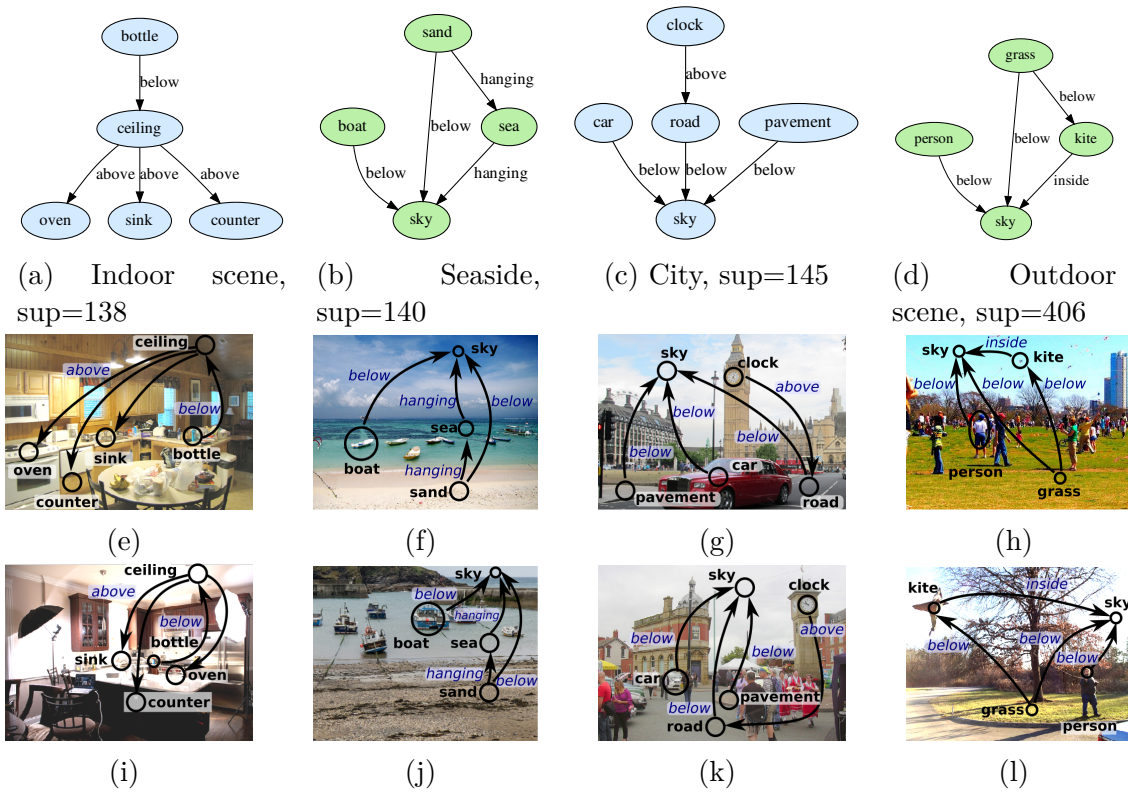 bottle
below
ceiling
above above above
oven sink counter
(a) Indoor scene,
sup=138
sand
hanging
boat below sea
below hanging
sky
(b) Seaside,
sup=140
clock
above
car road pavement
below below below
sky
(c) City, sup=145
grass
below
person below kite
below inside
sky
(d) Outdoor
scene, sup=406
ceiling
above
below
oven sink bottle
counter
(e)
sky
below
hanging below
sea
boat
hanging
sand
(f)
sky clock
above
below
below below
car
pavement road
(g)
sky inside kite
below below below
person
grass
(h)
ceiling
above
below
bottle
sink
oven
counter
(i)
sky
below
hanging
boat sea
hanging below
sand
(j)
sky clock
above
below below
car
pavement
below
road
(k)
kite inside
sky
below below
below
grass
person
(l)